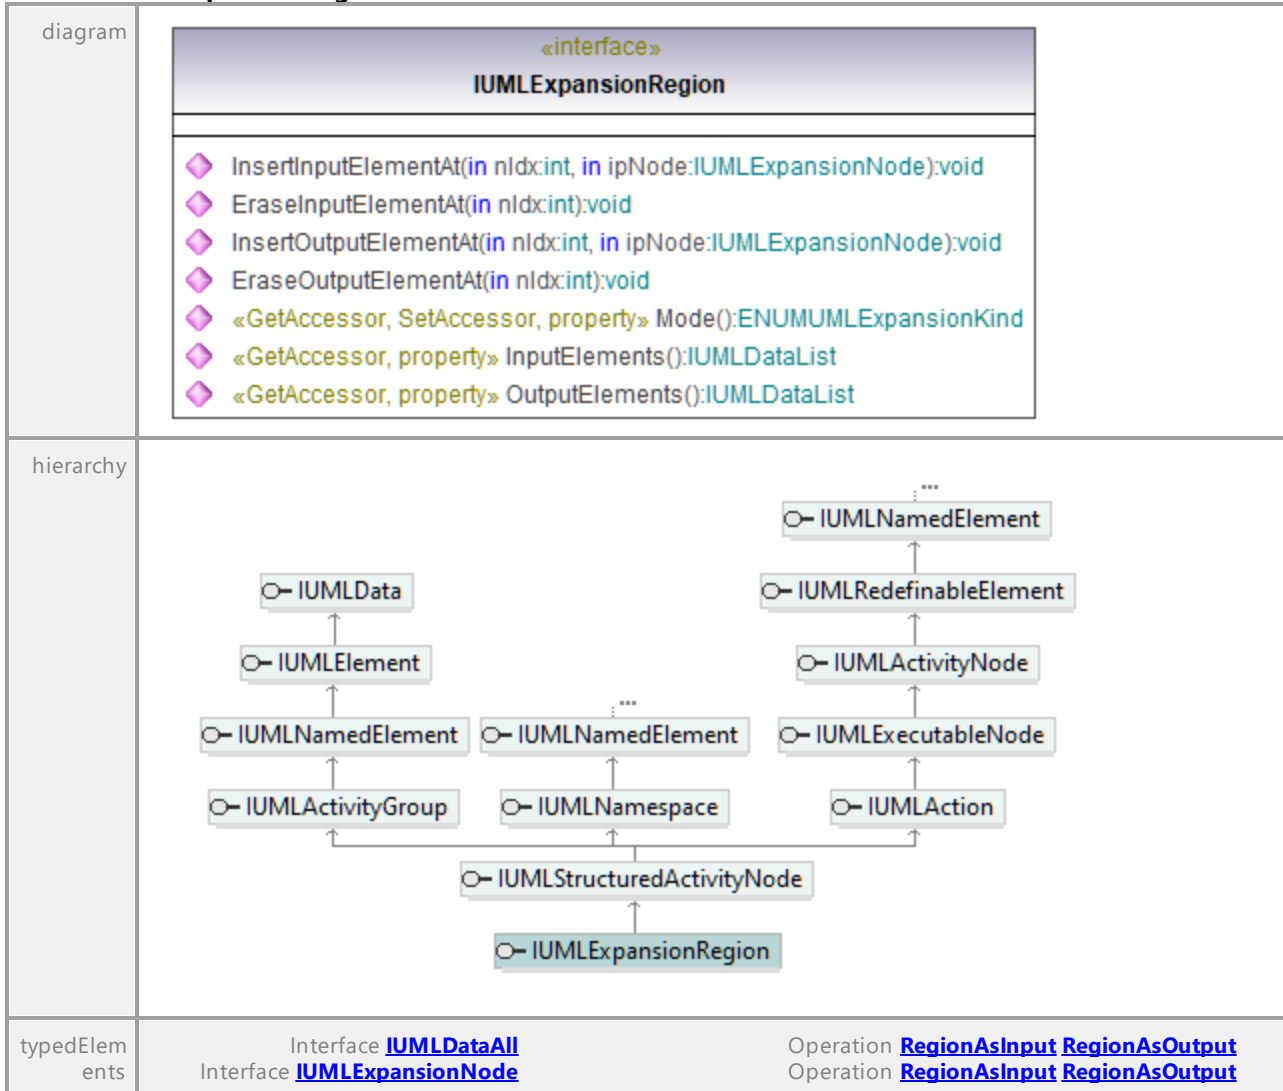 diagram
«interface»
IUMLExpansionRegion
InsertInputElementAt(in nIdx:int, in ipNode:IUMLExpansionNode):void
EraseInputElementAt(in nIdx:int):void
InsertOutputElementAt(in nIdx:int, in ipNode:IUMLExpansionNode):void
EraseOutputElementAt(in nIdx:int):void
«GetAccessor, SetAccessor, property» Mode():ENUMUMLExpansionKind
«GetAccessor, property» InputElements():IUMLDataList
«GetAccessor, property» OutputElements():IUMLDataList
hierarchy
...
IUMLNamedElement
IUMLData
IUMLRedefinableElement
IUMLElement
IUMLActivityNode
...
IUMLNamedElement
IUMLNamedElement
IUMLExecutableNode
IUMLActivityGroup
IUMLNamespace
IUMLAction
IUMLStructuredActivityNode
IUMLExpansionRegion
typedElem
ents
Interface IUMLDataAll
Operation RegionAsInput RegionAsOutput
Interface IUMLExpansionNode
Operation RegionAsInput RegionAsOutput